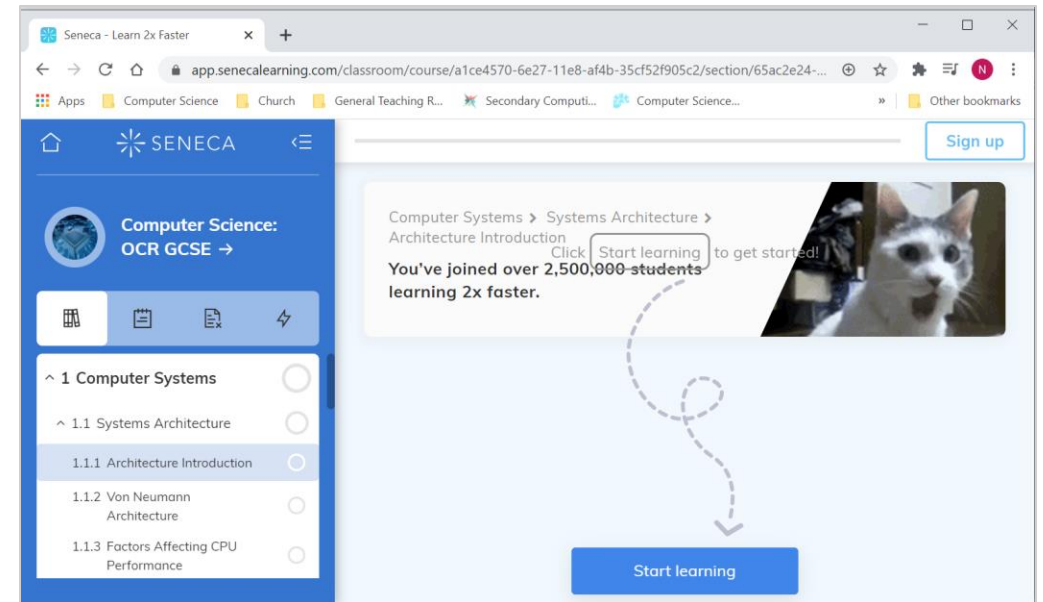 Seneca - Learn 2x Faster
app.senecalearning.com/classroom/course/a1ce4570-6e27-11e8-af4b-35cf52f905c2/section/65ac2e24-...
N
Apps Computer Science Church General Teaching R... Secondary Computi... Computer Science... » Other bookmarks
SENECA
Sign up
Computer Science:
OCR GCSE →
Computer Systems > Systems Architecture >
Architecture Introduction
Click Start learning to get started!
You've joined over 2,500,000 students
learning 2x faster.
1 Computer Systems
1.1 Systems Architecture
1.1.1 Architecture Introduction
1.1.2 Von Neumann
Architecture
1.1.3 Factors Affecting CPU
Performance
Start learning